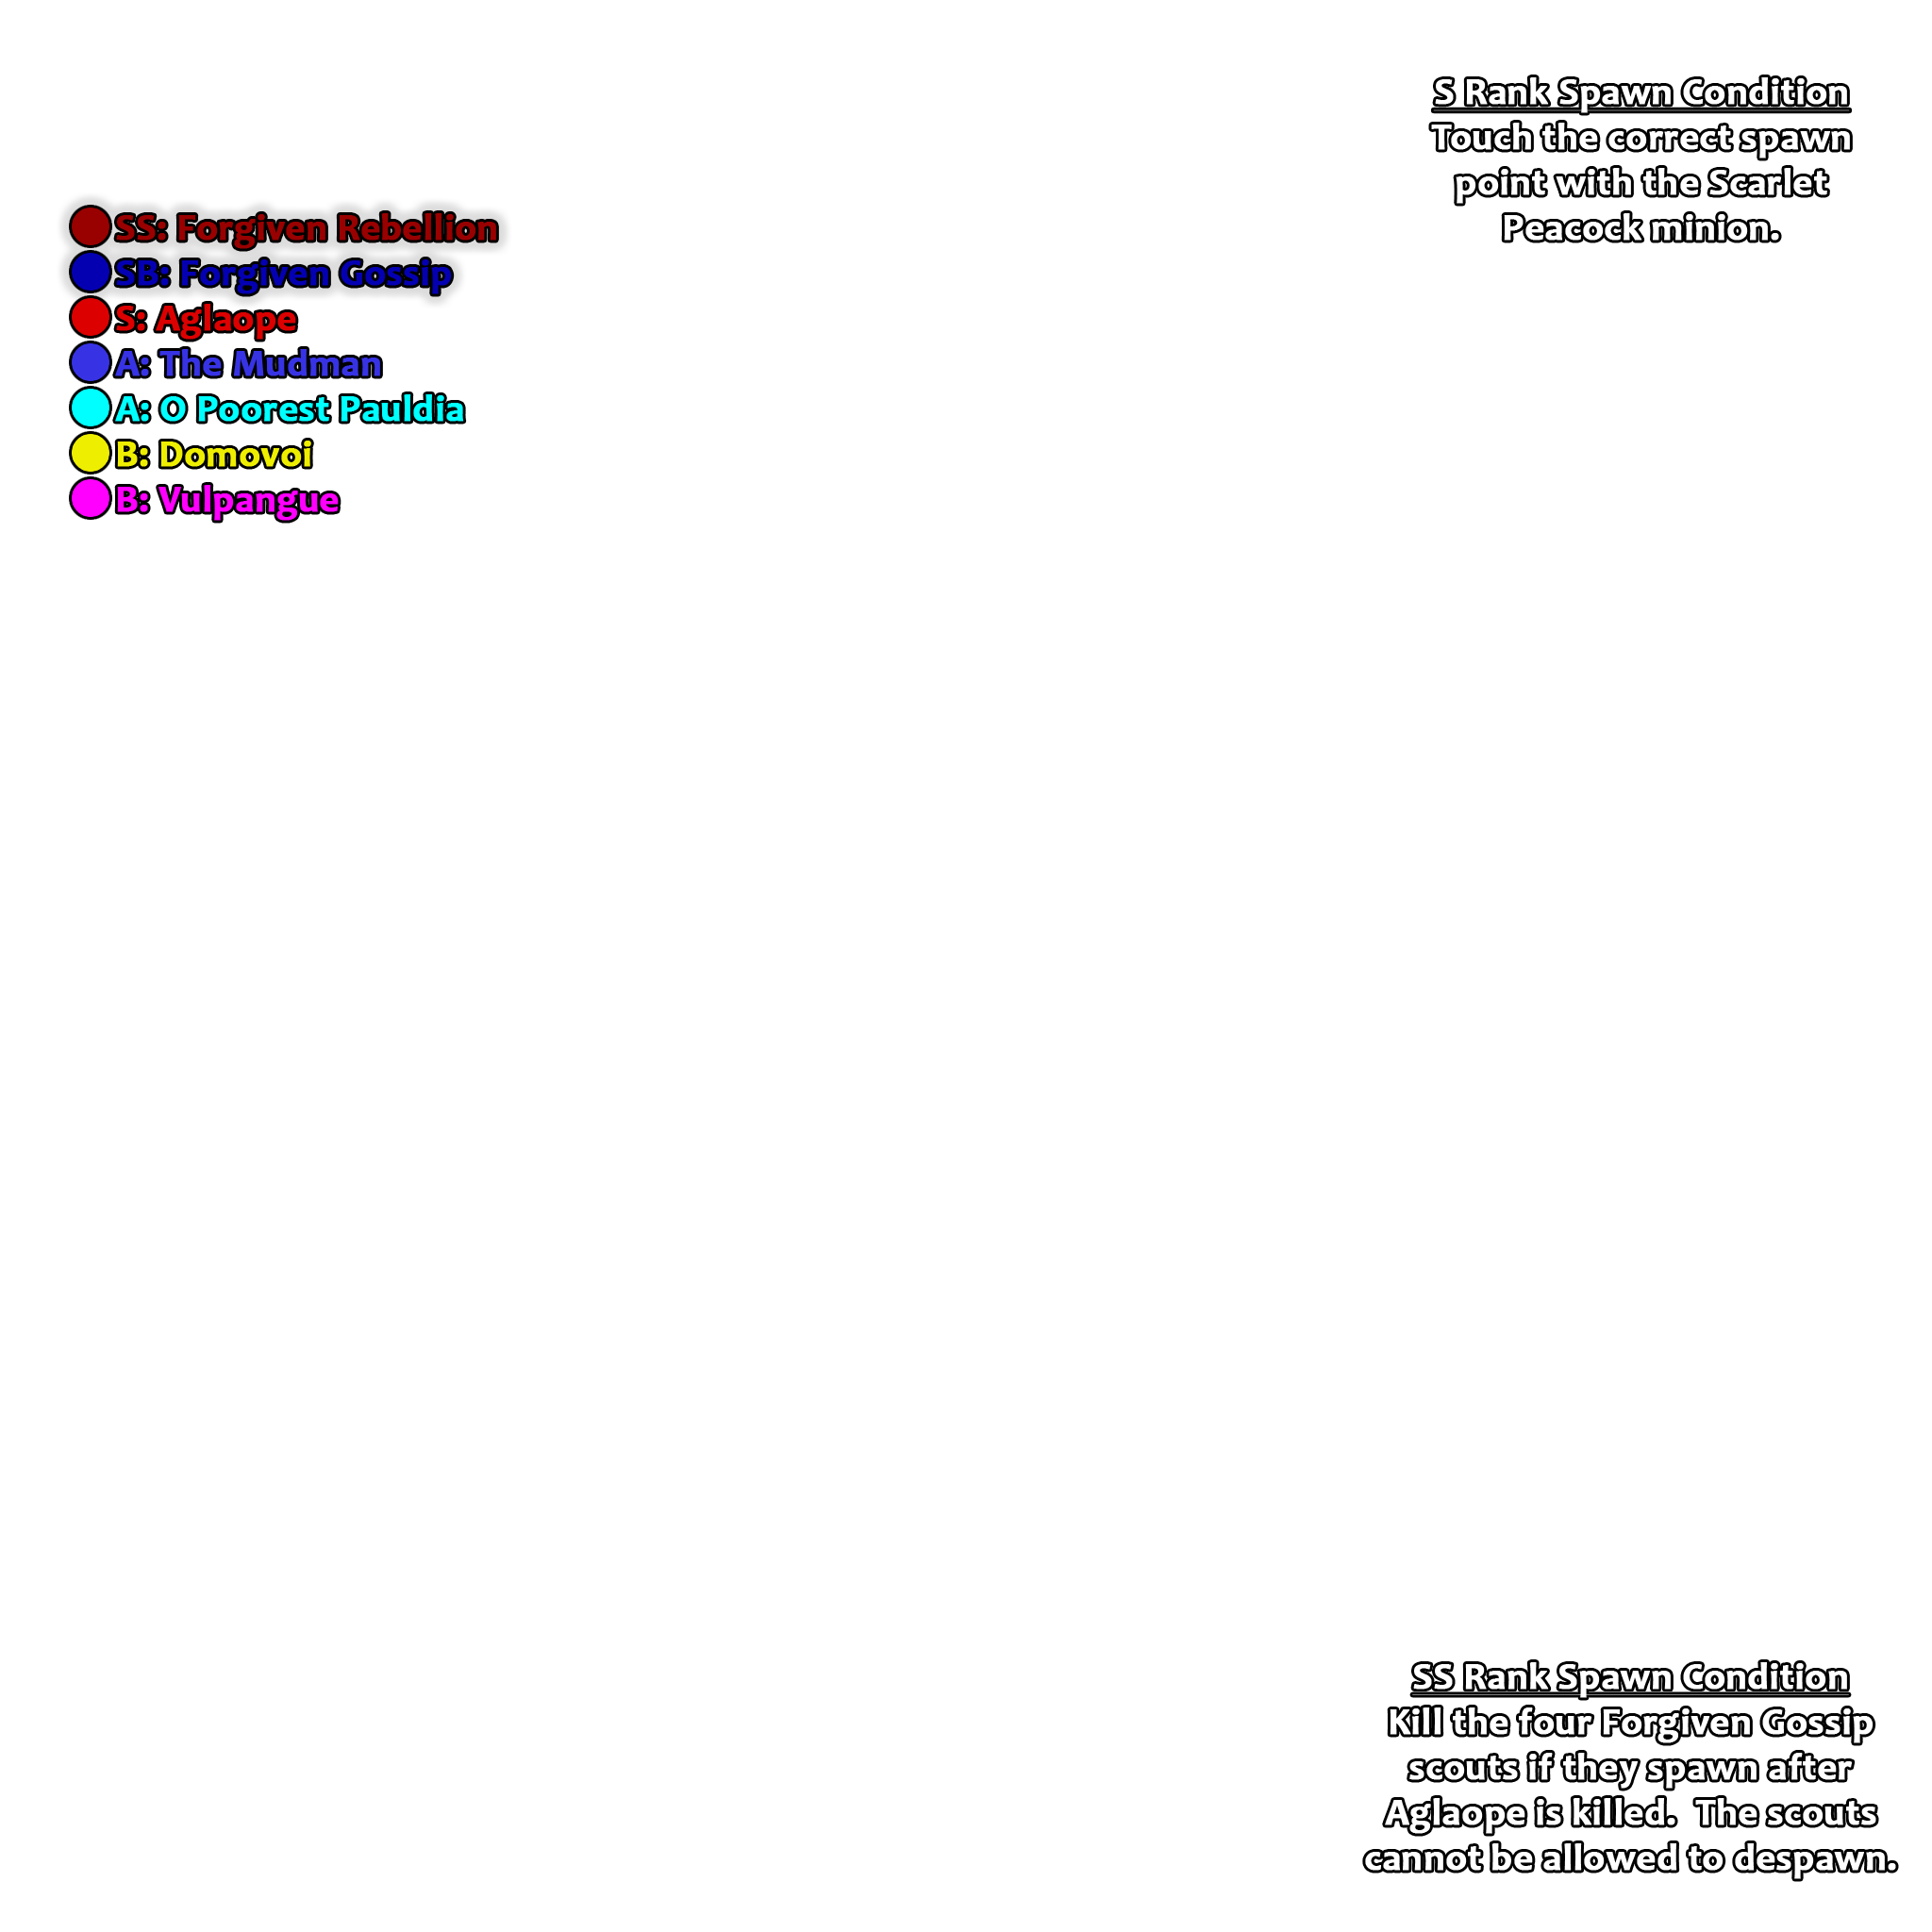 S Rank Spawn Condition
Touch the correct spawn
point with the Scarlet
Peacock minion.
SS: Forgiven Rebellion
SB: Forgiven Gossip
S: Aglaope
A: The Mudman
A: O Poorest Pauldia
B: Domovoi
B: Vulpangue
SS Rank Spawn Condition
Kill the four Forgiven Gossip
scouts if they spawn after
Aglaope is killed.  The scouts
cannot be allowed to despawn.